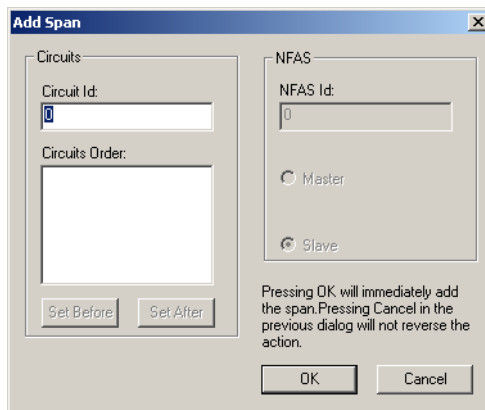 Add Span
Circuits
Circuit Id:
0
Circuits Order:
Set Before
Set After
NFAS
NFAS Id:
0
Master
Slave
Pressing OK will immediately add
the span.Pressing Cancel in the
previous dialog will not reverse the
action.
OK
Cancel